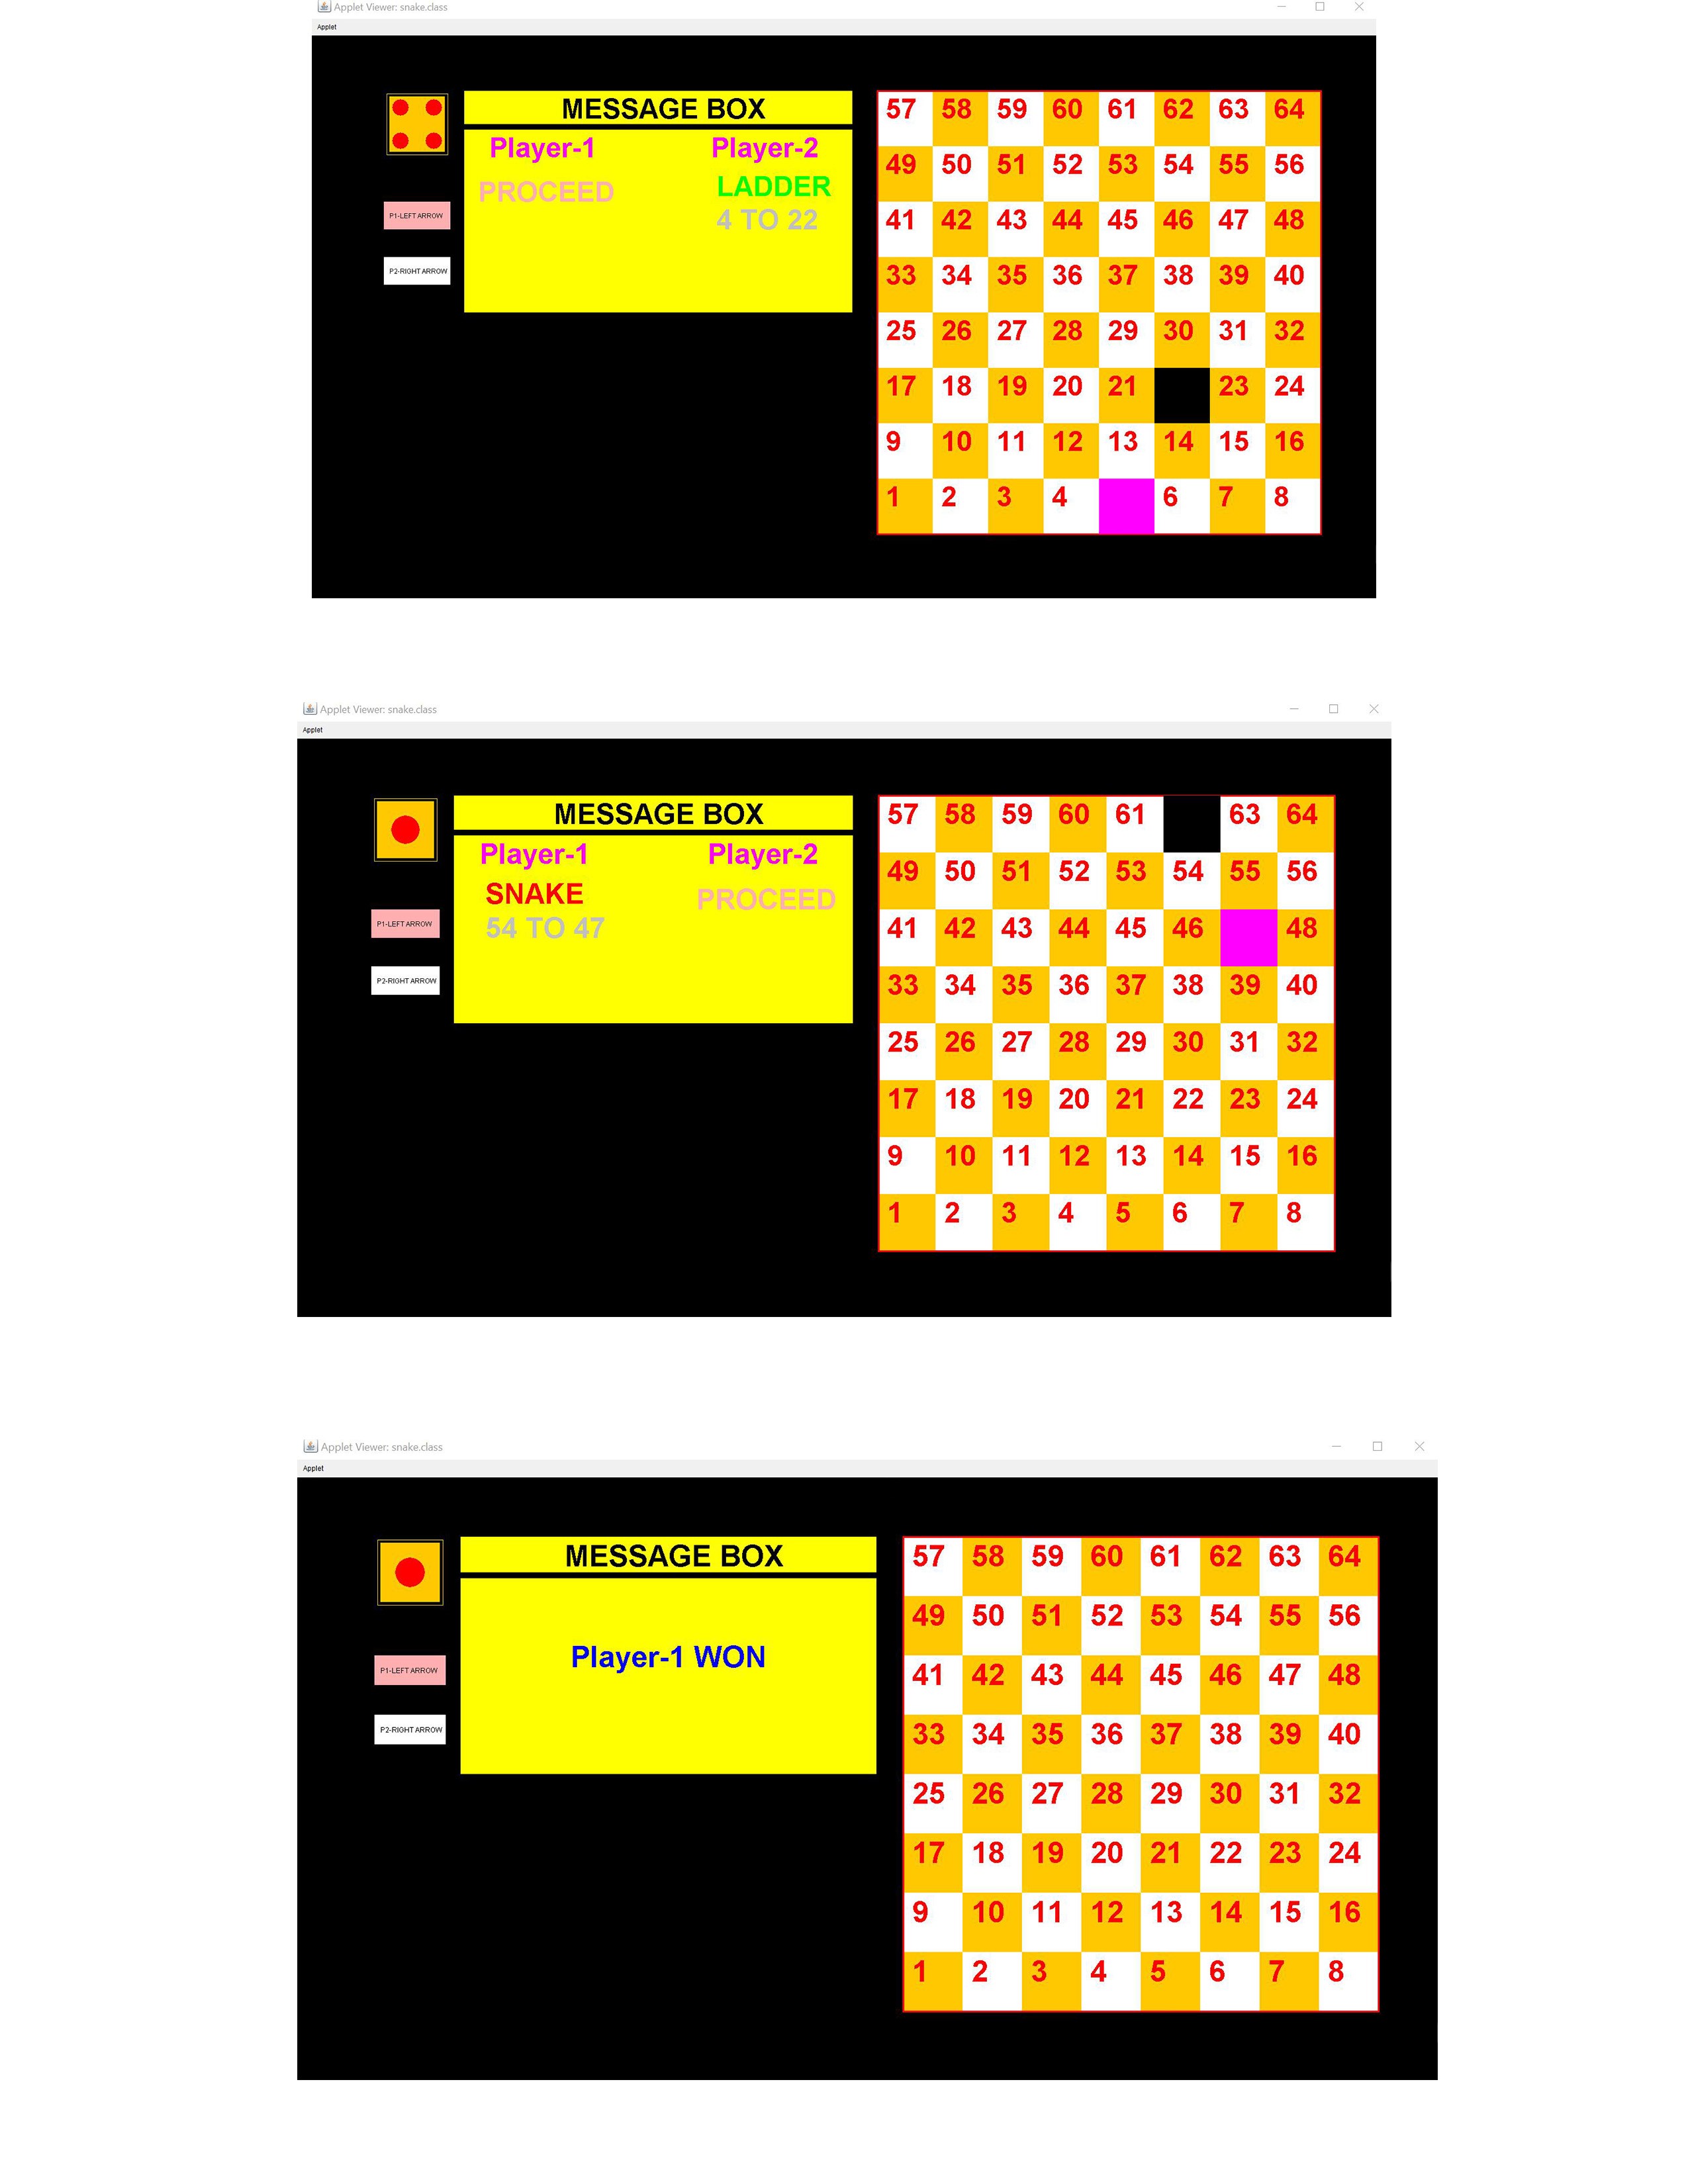 Applet Viewer: snake.class
Applet
MESSAGE BOX
Player-1 Player-2
PROCEED LADDER
4 TO 22
P1-LEFT ARROW
P2-RIGHT ARROW
57 58 59 60 61 62 63 64
49 50 51 52 53 54 55 56
41 42 43 44 45 46 47 48
33 34 35 36 37 38 39 40
25 26 27 28 29 30 31 32
17 18 19 20 21 23 24
9 10 11 12 13 14 15 16
1 2 3 4 6 7 8
Applet Viewer: snake.class
Applet
MESSAGE BOX
Player-1 Player-2
SNAKE PROCEED
54 TO 47
P1-LEFT ARROW
P2-RIGHT ARROW
57 58 59 60 61 63 64
49 50 51 52 53 54 55 56
41 42 43 44 45 46 48
33 34 35 36 37 38 39 40
25 26 27 28 29 30 31 32
17 18 19 20 21 22 23 24
9 10 11 12 13 14 15 16
1 2 3 4 5 6 7 8
Applet Viewer: snake.class
Applet
MESSAGE BOX
Player-1 WON
P1-LEFT ARROW
P2-RIGHT ARROW
57 58 59 60 61 62 63 64
49 50 51 52 53 54 55 56
41 42 43 44 45 46 47 48
33 34 35 36 37 38 39 40
25 26 27 28 29 30 31 32
17 18 19 20 21 22 23 24
9 10 11 12 13 14 15 16
1 2 3 4 5 6 7 8